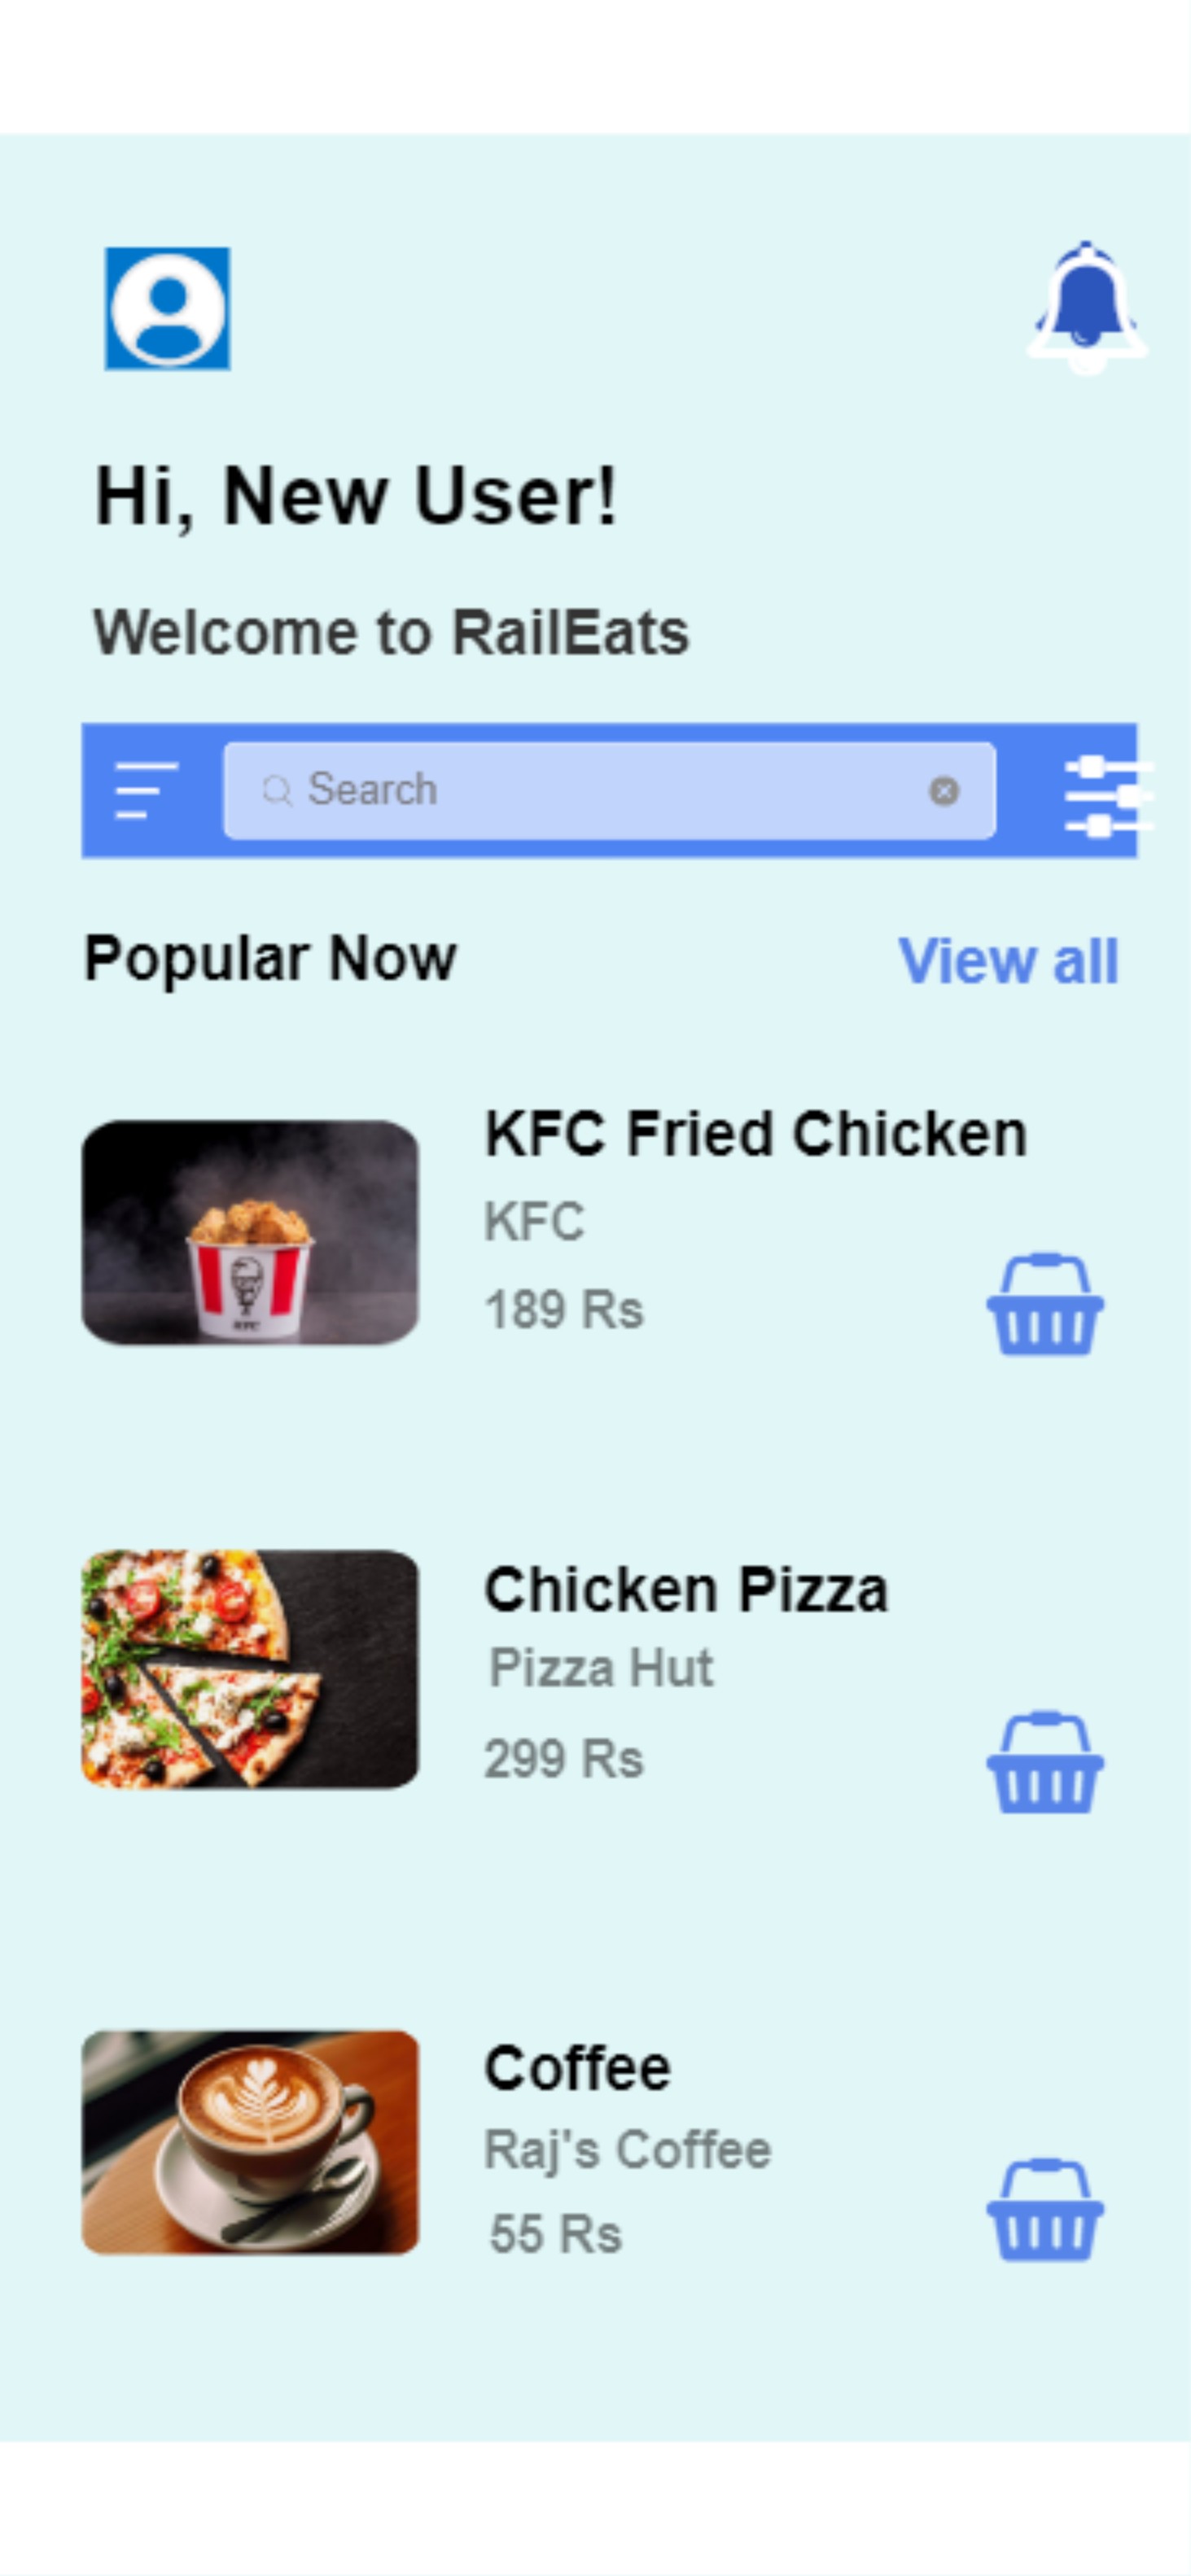 Hi, New User!
Welcome to RailEats
Search
Popular Now
View all
KFC Fried Chicken
KFC
189 Rs
KFC
Chicken Pizza
Pizza Hut
299 Rs
Coffee
Raj's Coffee
55 Rs